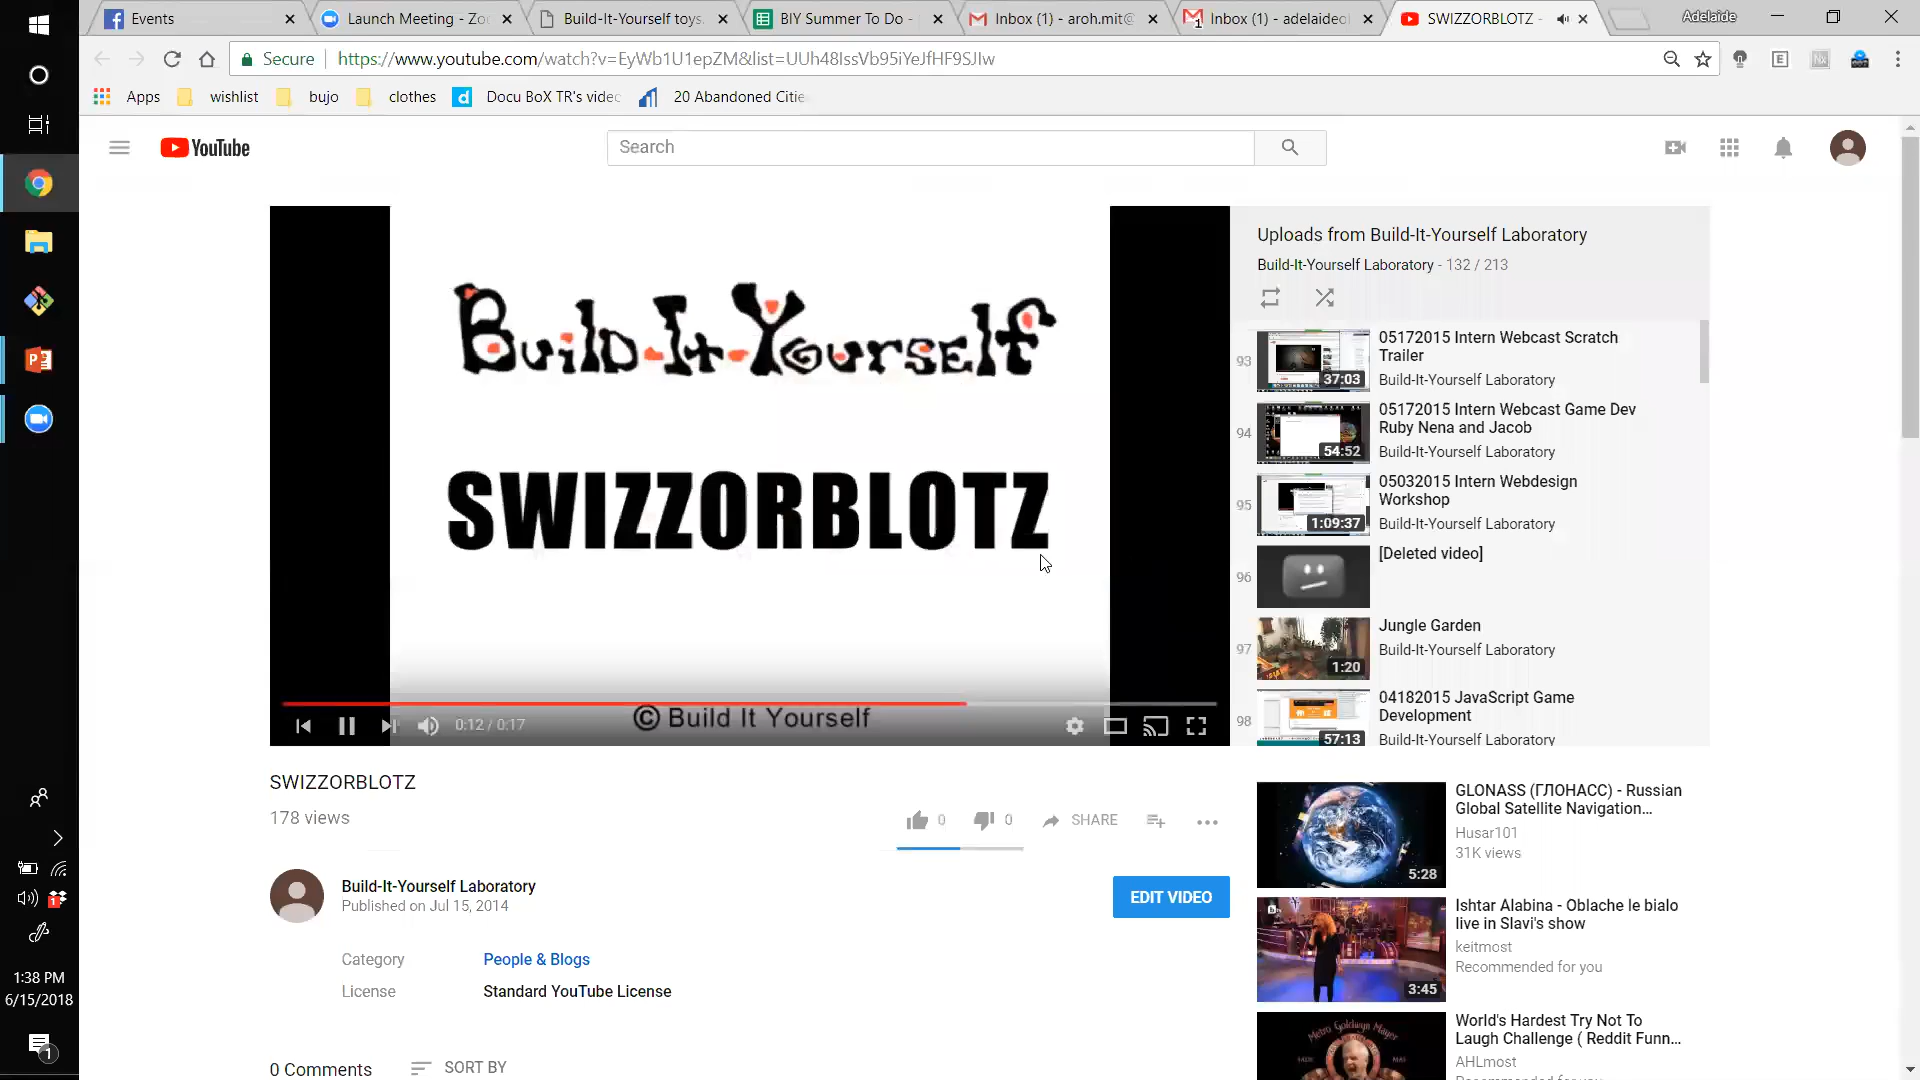 Events
Launch Meeting - Zoo
Build-It-Yourself toys.
BIY Summer To Do -
Inbox (1) - aroh.mit@
Inbox (1) - adelaideol
SWIZZORBLOTZ -
Adelaide
Secure
https://www.youtube.com/watch?v=EyWb1U1epZM&list=UUh48IssVb95iYeJfHF9SJIw
Apps
wishlist
bujo
clothes
Docu BoX TR's videc
20 Abandoned Citie
YouTube
Search
Build-It-Yourself
SWIZZORBLOTZ
© Build It Yourself
0:12 / 0:17
Uploads from Build-It-Yourself Laboratory
Build-It-Yourself Laboratory - 132 / 213
93
37:03
05172015 Intern Webcast Scratch
Trailer
Build-It-Yourself Laboratory
94
54:52
05172015 Intern Webcast Game Dev
Ruby Nena and Jacob
Build-It-Yourself Laboratory
95
1:09:37
05032015 Intern Webdesign
Workshop
Build-It-Yourself Laboratory
96
[Deleted video]
97
1:20
Jungle Garden
Build-It-Yourself Laboratory
98
57:13
04182015 JavaScript Game
Development
Build-It-Yourself Laboratory
SWIZZORBLOTZ
178 views
0
0
SHARE
Build-It-Yourself Laboratory
Published on Jul 15, 2014
EDIT VIDEO
Category
People & Blogs
License
Standard YouTube License
0 Comments
SORT BY
5:28
GLONASS (ГЛОНАСС) - Russian
Global Satellite Navigation...
Husar101
31K views
3:45
Ishtar Alabina - Oblache le bialo
live in Slavi's show
keitmost
Recommended for you
Metro Goldwyn Mayer
World's Hardest Try Not To
Laugh Challenge ( Reddit Funn...
AHLmost
Recommended for you
1:38 PM
6/15/2018
1